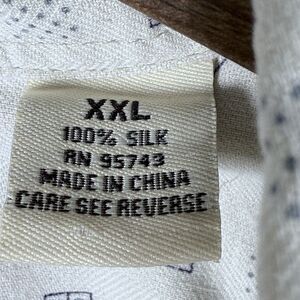 XXL
100% SILK
RN 95743
MADE IN CHINA
CARE SEE REVERSE